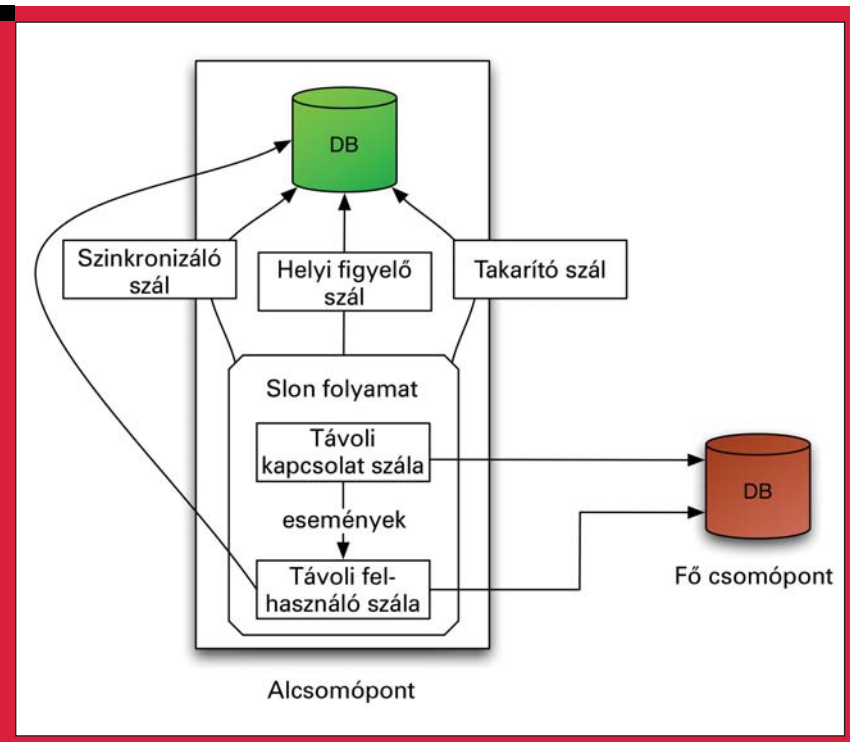 DB
Szinkronizáló
szál
Helyi figyelő
szál
Takarító szál
Slon folyamat
Távoli
kapcsolat szála
események
Távoli fel-
használó szála
DB
Fő csomópont
Alcsomópont